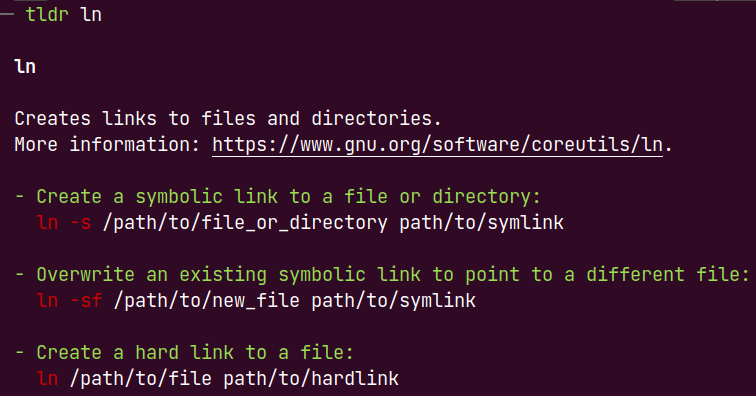 — tldr ln
ln
Creates links to files and directories.
More information: https://www.gnu.org/software/coreutils/ln.
- Create a symbolic link to a file or directory:
ln -s /path/to/file_or_directory path/to/symlink
- Overwrite an existing symbolic link to point to a different file:
ln -sf /path/to/new_file path/to/symlink
- Create a hard link to a file:
ln /path/to/file path/to/hardlink